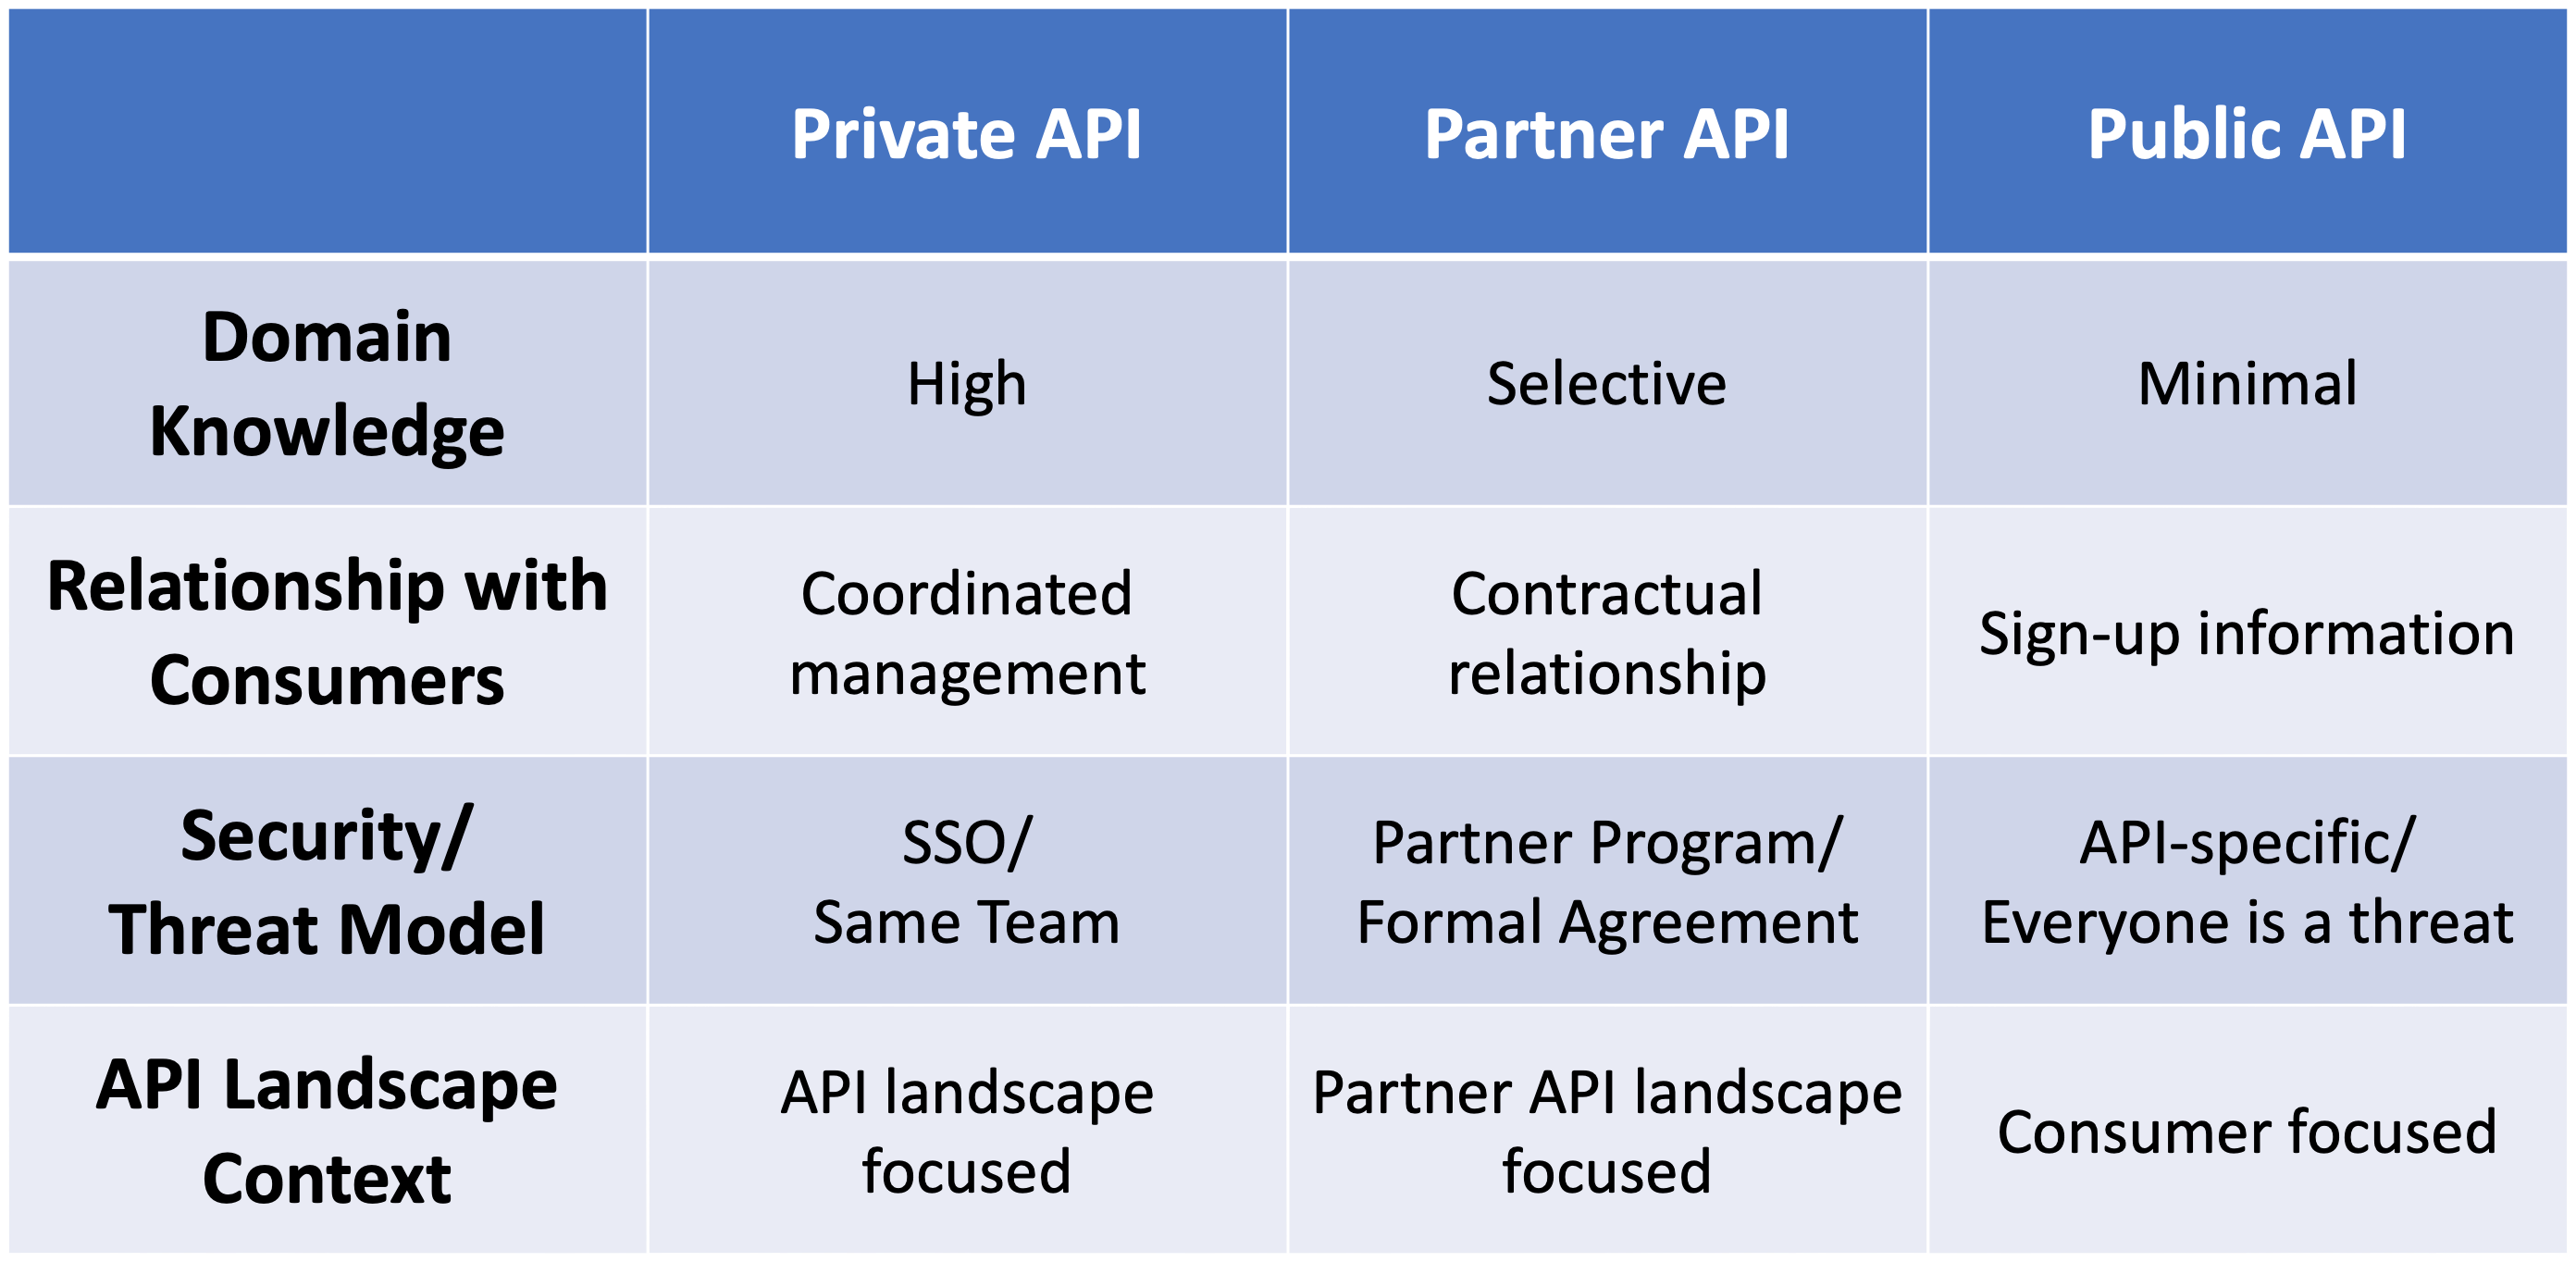 Private API
Partner API
Public API
Domain
Knowledge
High
Selective
Minimal
Relationship with
Consumers
Coordinated
management
Contractual
relationship
Sign-up information
Security/
Threat Model
SSO/
Same Team
Partner Program/
Formal Agreement
API-specific/
Everyone is a threat
API Landscape
Context
API landscape
focused
Partner API landscape
focused
Consumer focused